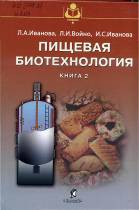 Л.А.Иванова, Л.И.Войно, И.С.Иванова
ПИЩЕВАЯ
БИОТЕХНОЛОГИЯ
КНИГА 2